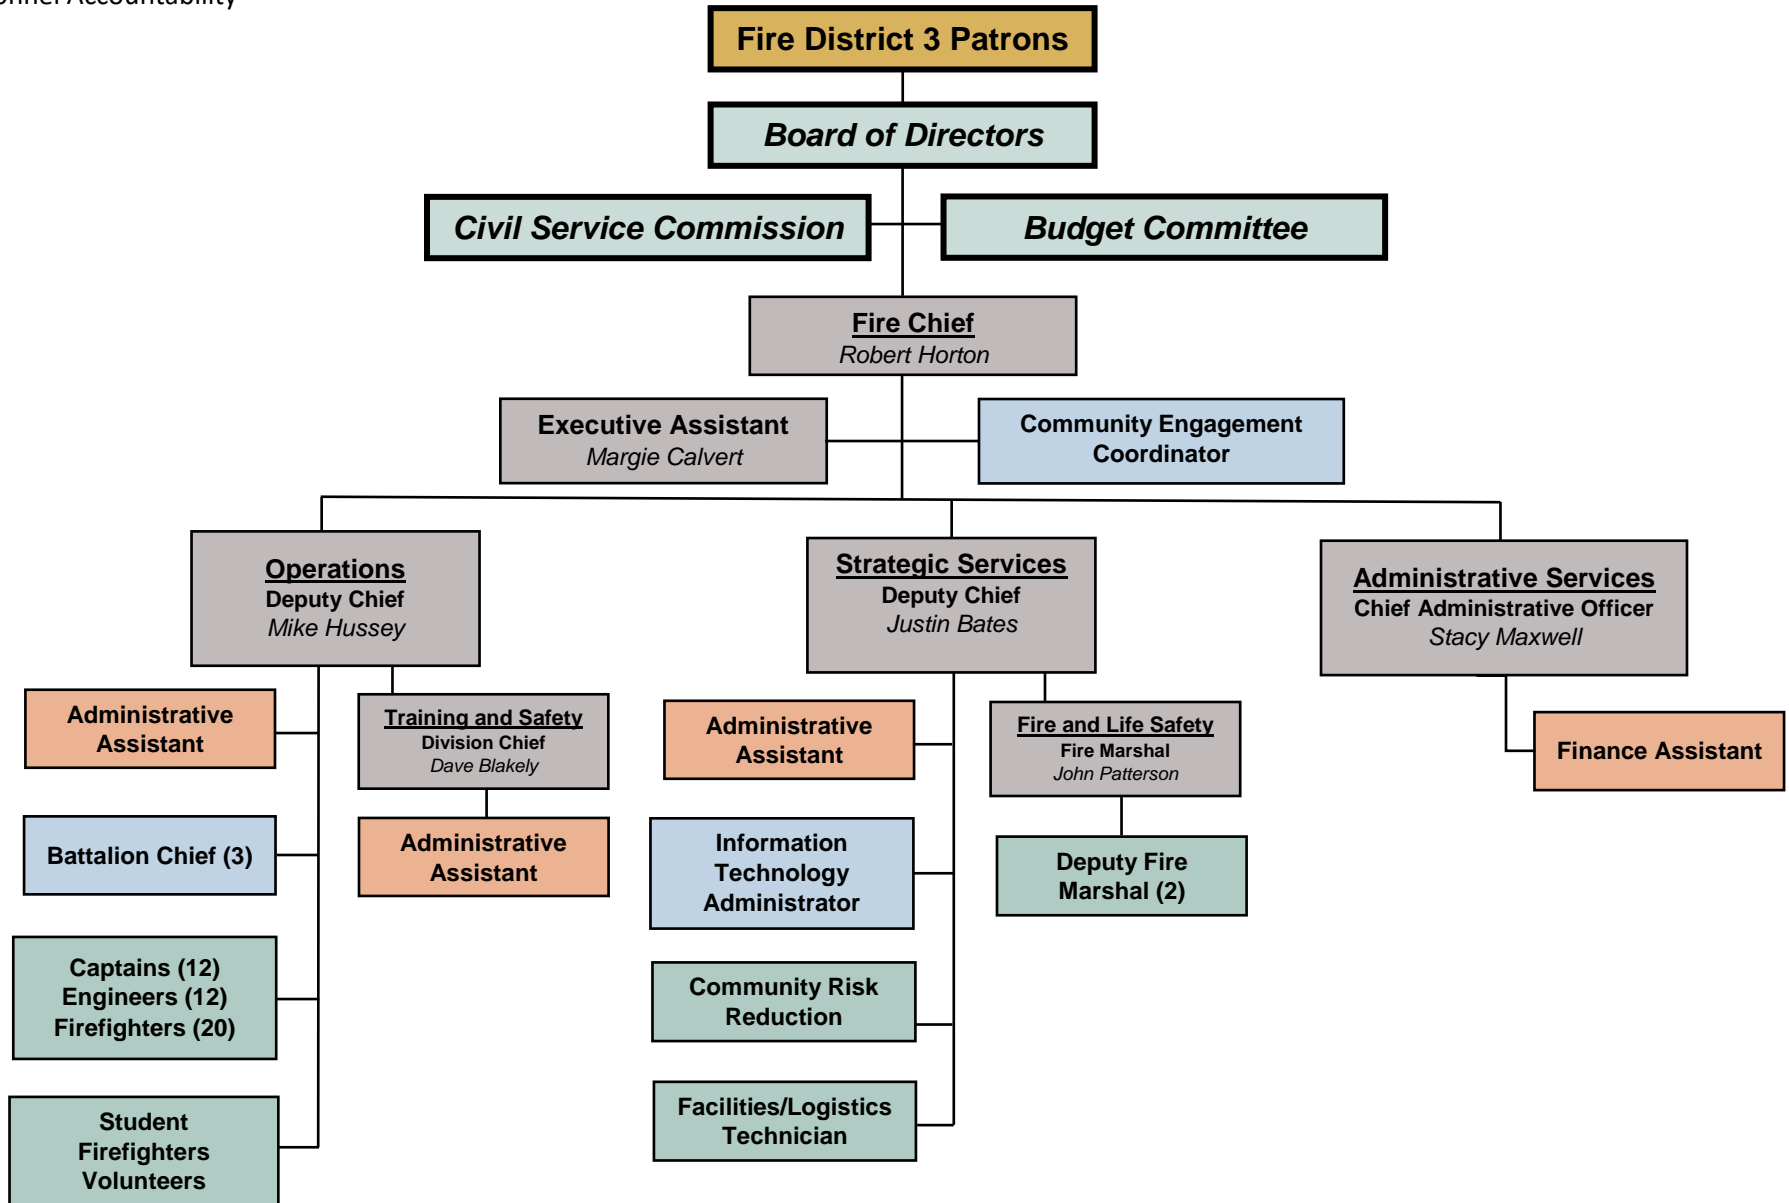 Accountability
Fire District 3 Patrons
Board of Directors
Civil Service Commission
Budget Committee
Fire Chief
Robert Horton
Executive Assistant
Margie Calvert
Community Engagement
Coordinator
Operations
Deputy Chief
Mike Hussey
Strategic Services
Deputy Chief
Justin Bates
Administrative Services
Chief Administrative Officer
Stacy Maxwell
Administrative
Assistant
Training and Safety
Division Chief
Dave Blakely
Administrative
Assistant
Fire and Life Safety
Fire Marshal
John Patterson
Finance Assistant
Battalion Chief (3)
Administrative
Assistant
Information
Technology
Administrator
Deputy Fire
Marshal (2)
Captains (12)
Engineers (12)
Firefighters (20)
Community Risk
Reduction
Student
Firefighters
Volunteers
Facilities/Logistics
Technician